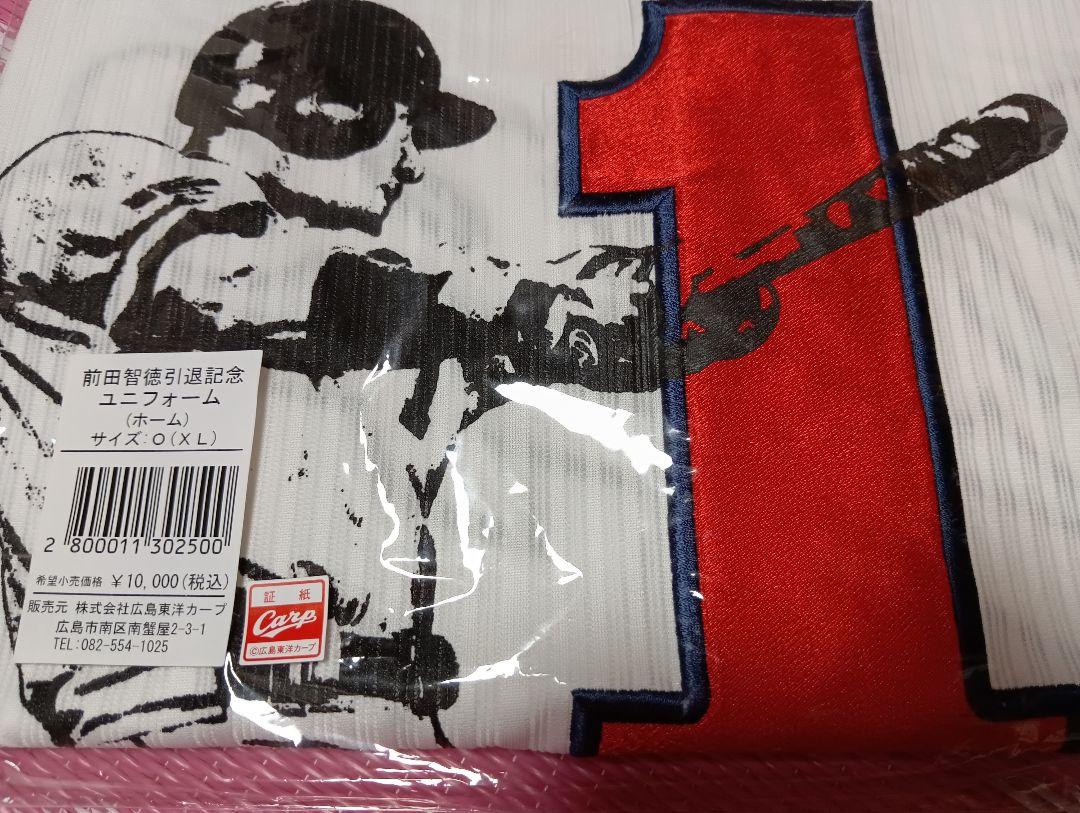 1
前田智徳引退記念
ユニフォーム
(ホーム)
サイズ:O(XL)
2 800011 302500
希望小売価格 ¥10,000(税込)
販売元 株式会社広島東洋カープ
広島市南区南蟹屋2-3-1
TEL:082-554-1025
証 紙
Carp
©広島東洋カープ